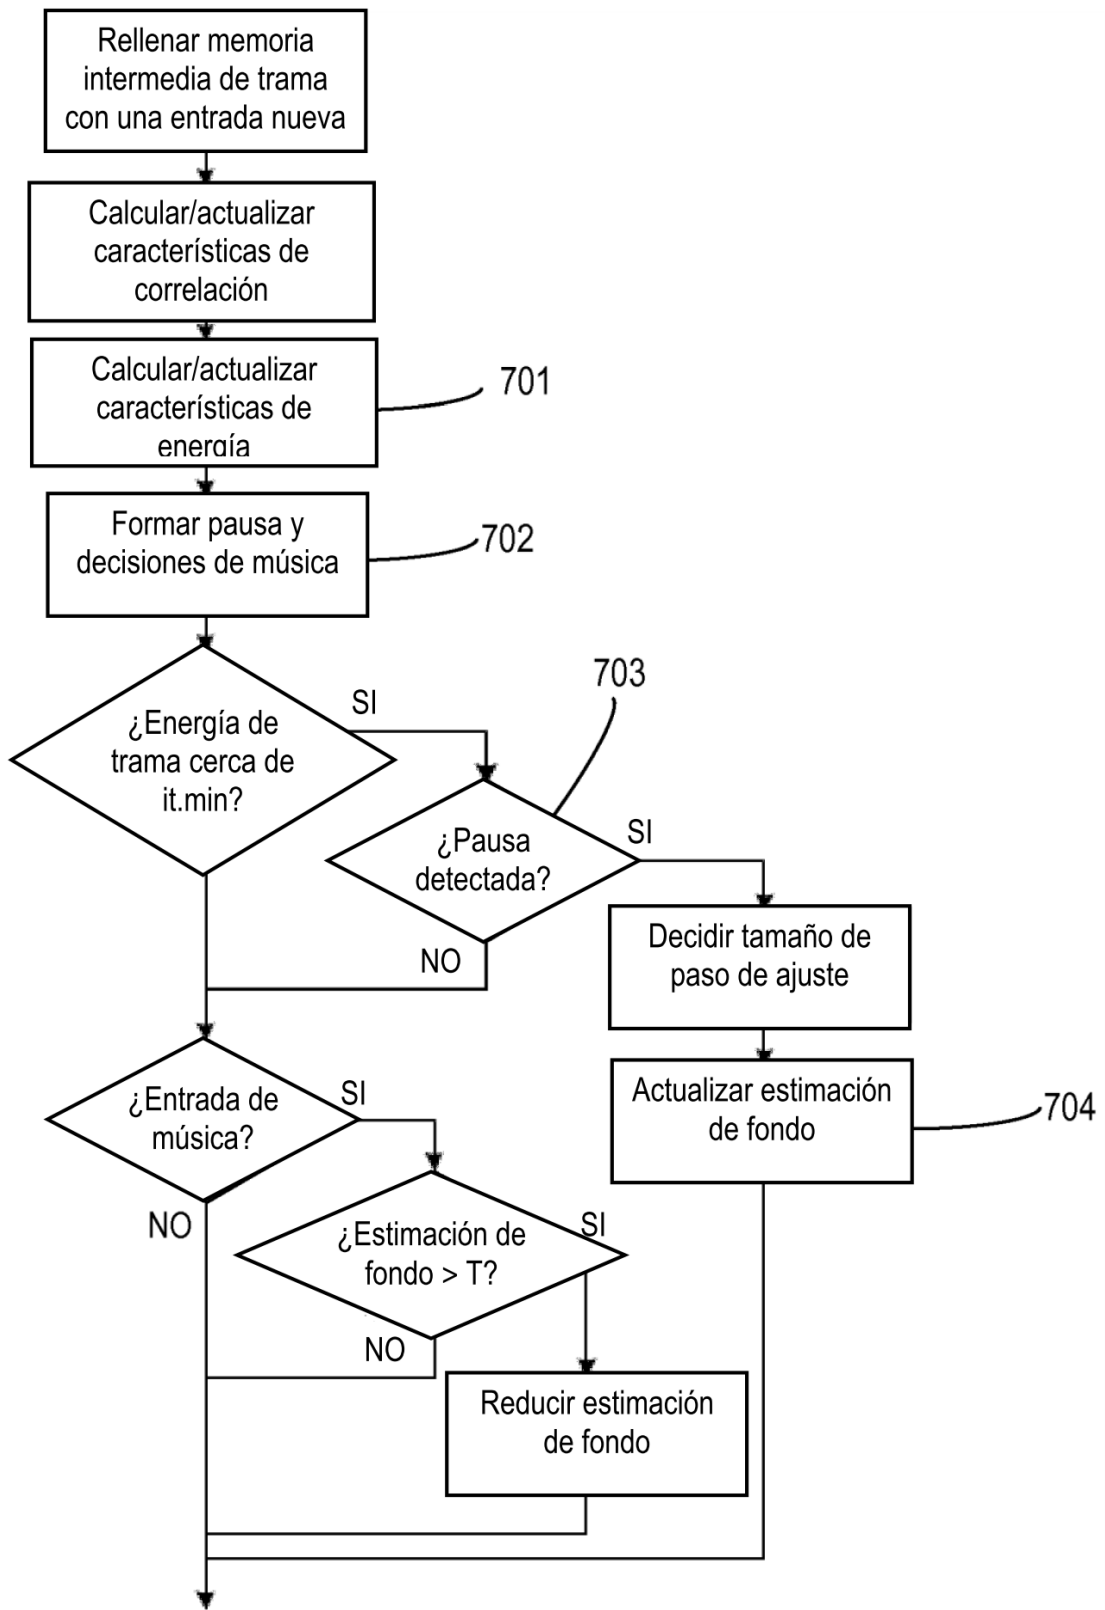 Rellenar memoria
intermedia de trama
con una entrada nueva
Calcular/actualizar
características de
correlación
Calcular/actualizar
características de
energía
701
Formar pausa y
decisiones de música
702
¿Energía de
trama cerca de
it.min?
SI
703
¿Pausa
detectada?
SI
NO
Decidir tamaño de
paso de ajuste
Actualizar estimación
de fondo
704
¿Entrada de
música?
SI
NO
¿Estimación de
fondo > T?
SI
NO
Reducir estimación
de fondo